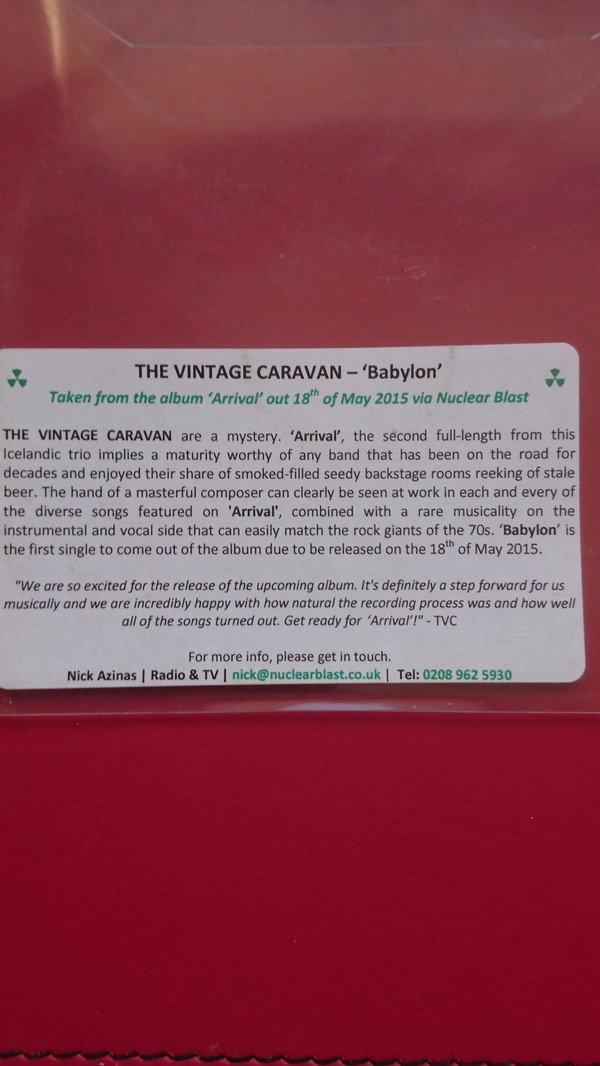 THE VINTAGE CARAVAN – ‘Babylon’
Taken from the album ‘Arrival’ out 18th of May 2015 via Nuclear Blast
THE VINTAGE CARAVAN are a mystery. ‘Arrival’, the second full-length from this
Icelandic trio implies a maturity worthy of any band that has been on the road for
decades and enjoyed their share of smoked-filled seedy backstage rooms reeking of stale
beer. The hand of a masterful composer can clearly be seen at work in each and every of
the diverse songs featured on 'Arrival', combined with a rare musicality on the
instrumental and vocal side that can easily match the rock giants of the 70s. ‘Babylon’ is
the first single to come out of the album due to be released on the 18th of May 2015.
"We are so excited for the release of the upcoming album. It's definitely a step forward for us
musically and we are incredibly happy with how natural the recording process was and how well
all of the songs turned out. Get ready for ‘Arrival’!" - TVC
For more info, please get in touch.
Nick Azinas | Radio & TV | nick@nuclearblast.co.uk | Tel: 0208 962 5930